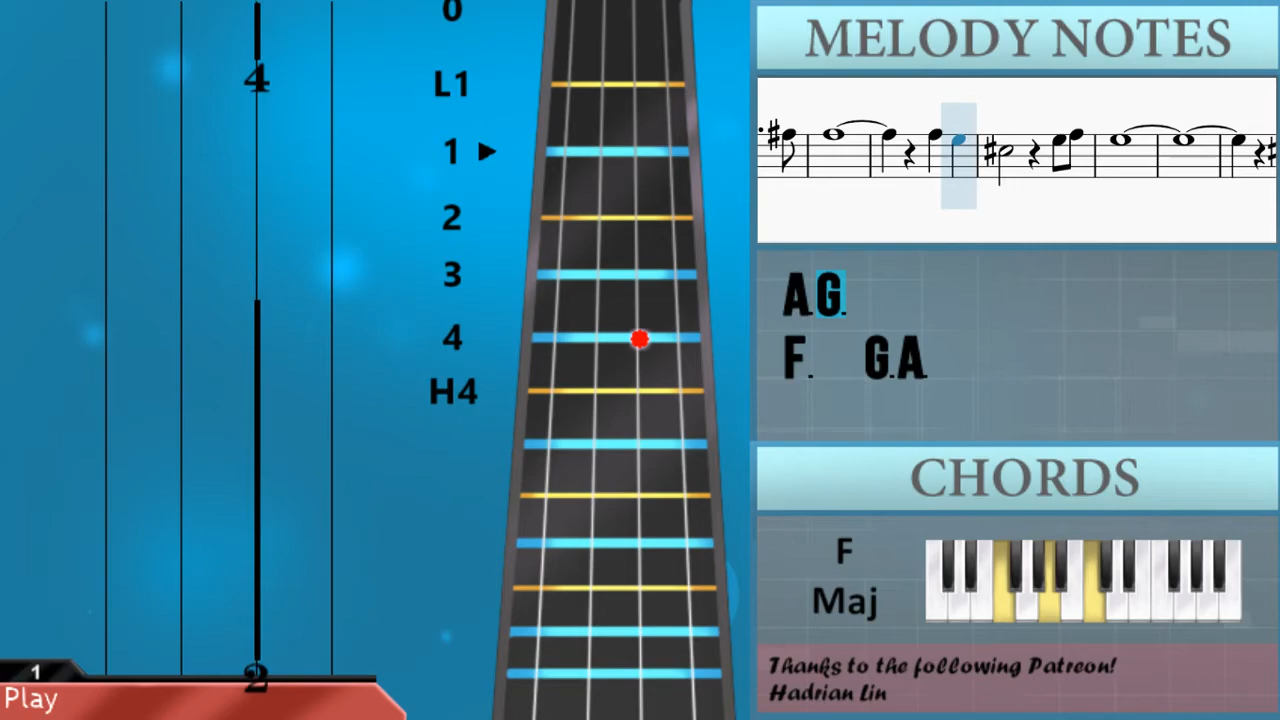 0
4
L1
1
2
3
4
H4
2
1
Play
MELODY NOTES
A.G.
F. G.A.
CHORDS
F
Maj
Thanks to the following Patreon!
Hadrian Lin